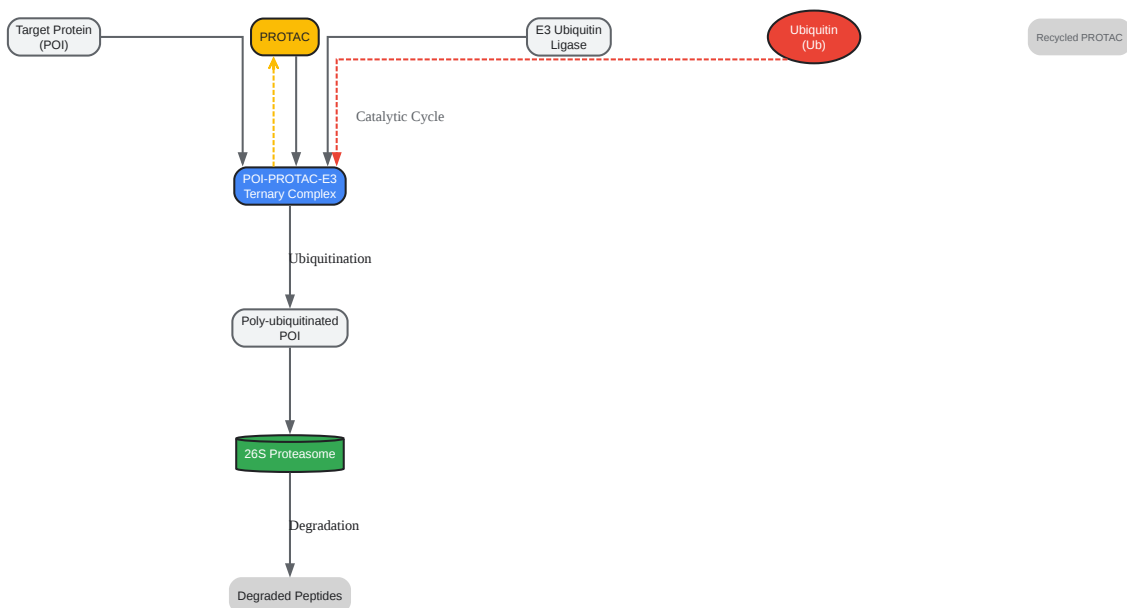 Target Protein
(POI)
PROTAC
E3 Ubiquitin
Ligase
Ubiquitin
(Ub)
Recycled PROTAC
Catalytic Cycle
POI-PROTAC-E3
Ternary Complex
Ubiquitination
Poly-ubiquitinated
POI
26S Proteasome
Degradation
Degraded Peptides